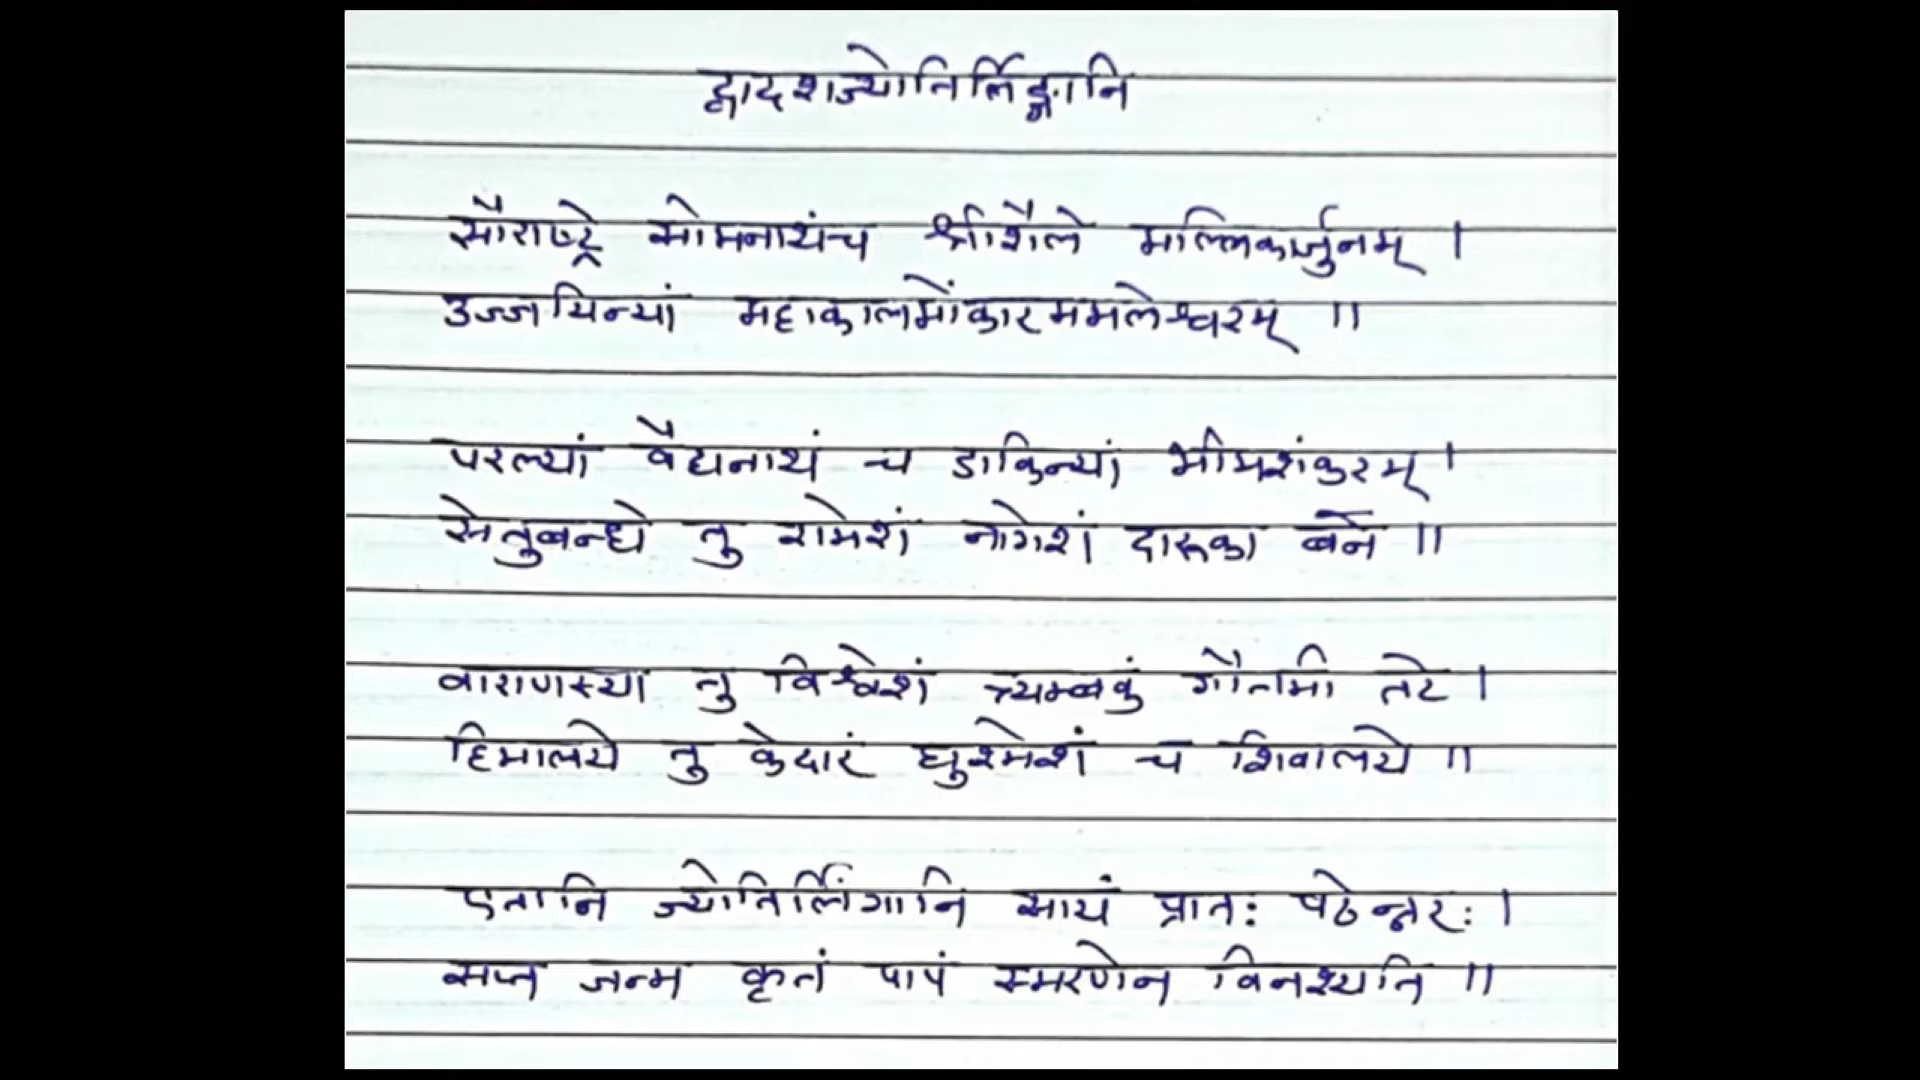 द्वादशज्योतिर्लिङ्गानि
सौराष्ट्रे सोमनाथंच श्रीशैले मल्लिकार्जुनम् ।
उज्जयिन्यां महाकालमोंकारममलेश्वरम् ॥
परल्यां वैद्यनाथं च डाकिन्यां भीमशंकरम् ।
सेतुबन्धे तु रामेशं नागेशं दारूका वने ॥
वाराणस्यां तु विश्वेशं त्र्यम्बकं गौतमी तटे ।
हिमालये तु केदारं घुश्मेशं च शिवालये ॥
एतानि ज्योतिर्लिंगानि सायं प्रातः पठेन्नरः ।
सप्त जन्म कृतं पापं स्मरणेन विनश्यति ॥